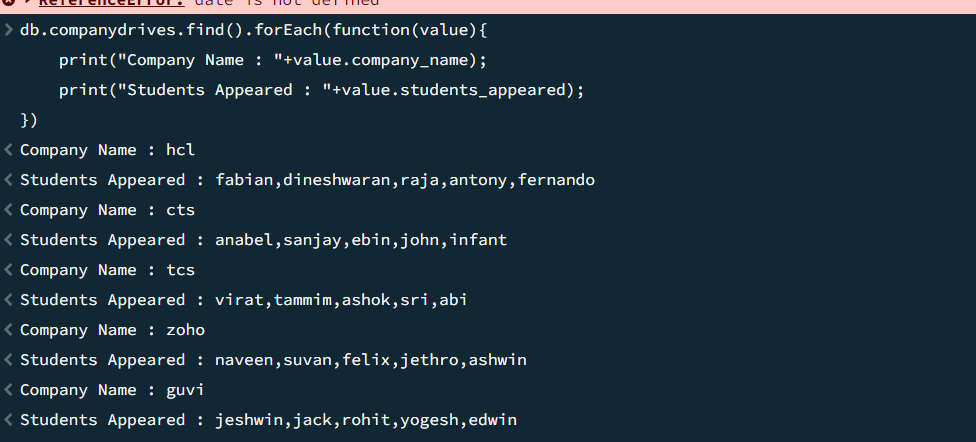 ReferenceError: date is not defined
> db.companydrives.find().forEach(function(value){
print("Company Name : "+value.company_name);
print("Students Appeared : "+value.students_appeared);
})
< Company Name : hcl
< Students Appeared : fabian,dineshwaran,raja,antony,fernando
< Company Name : cts
< Students Appeared : anabel,sanjay,ebin,john,infant
< Company Name : tcs
< Students Appeared : virat,tammim,ashok,sri,abi
< Company Name : zoho
< Students Appeared : naveen,suvan,felix,jethro,ashwin
< Company Name : guvi
< Students Appeared : jeshwin,jack,rohit,yogesh,edwin